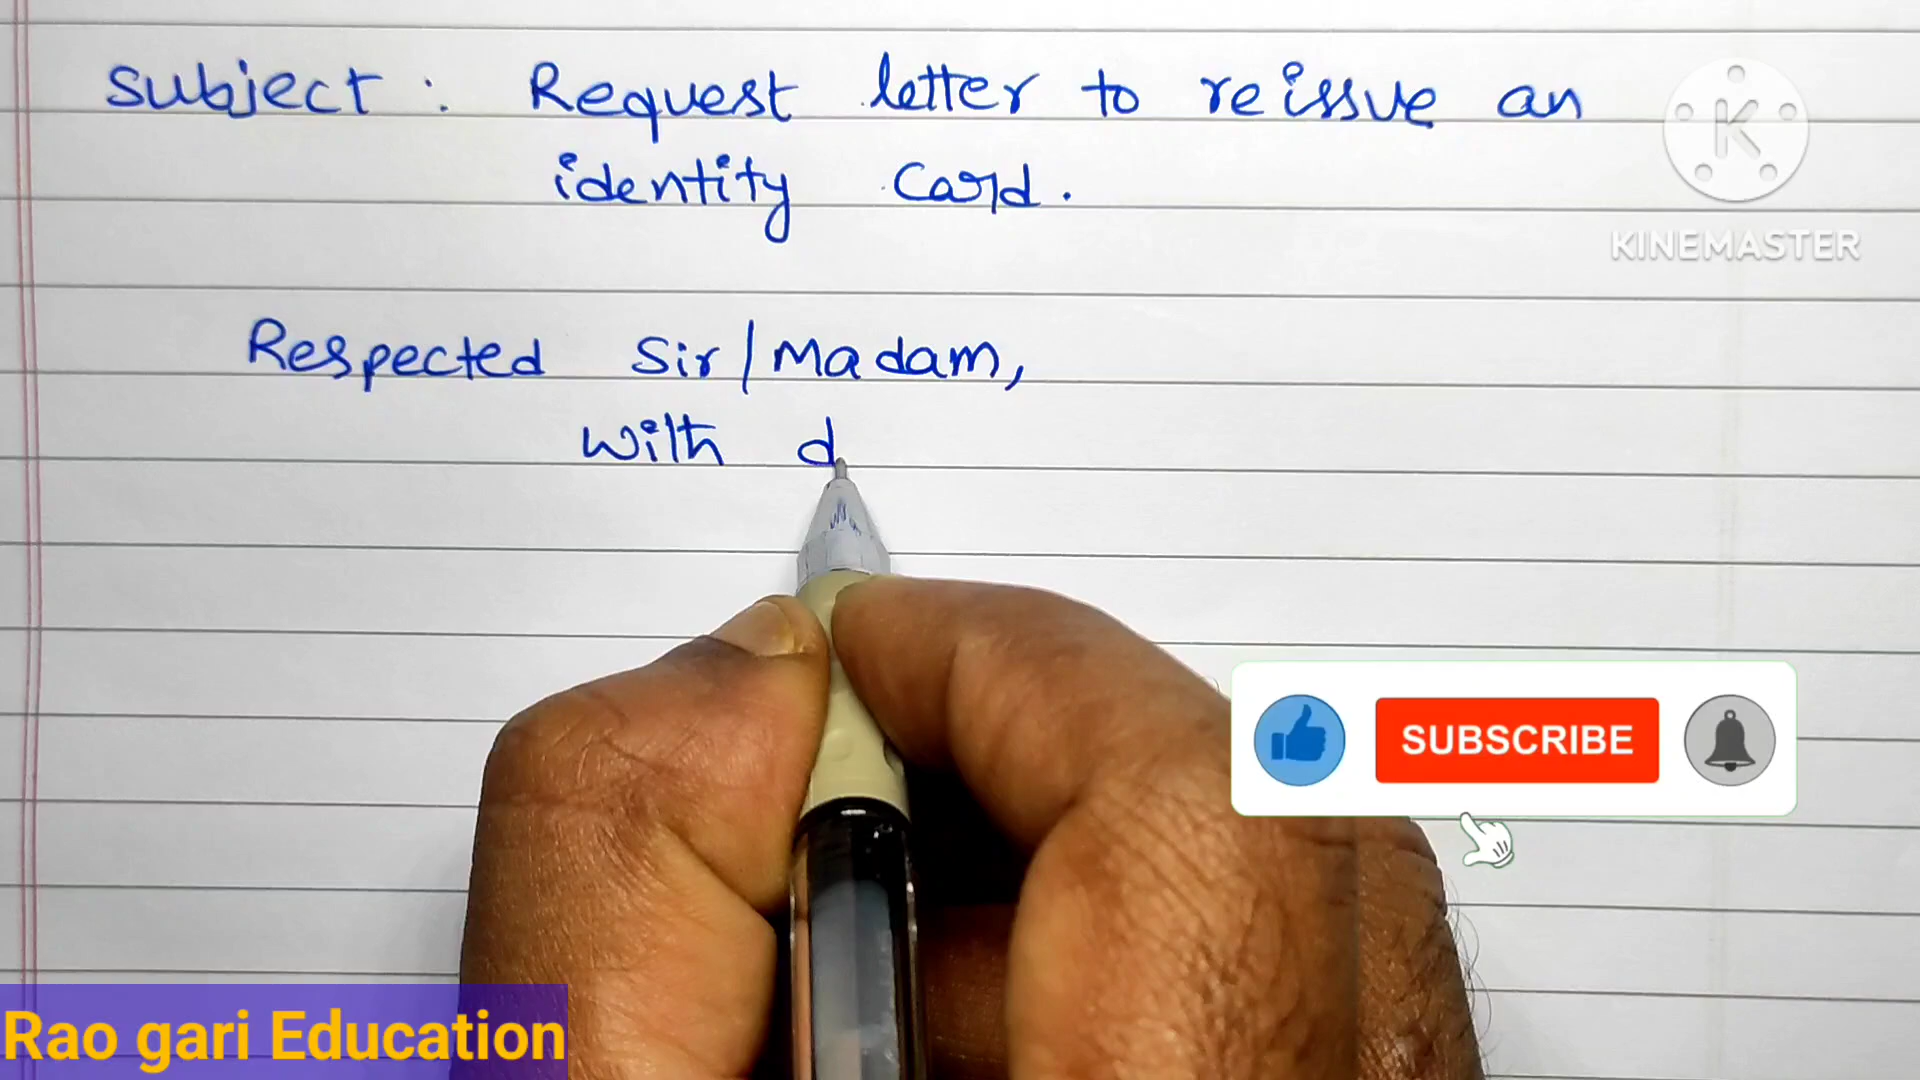 Subject : Request letter to reissue an
identity Card.
KINEMASTER
Respected Sir/Madam,
With d
SUBSCRIBE
Rao gari Education